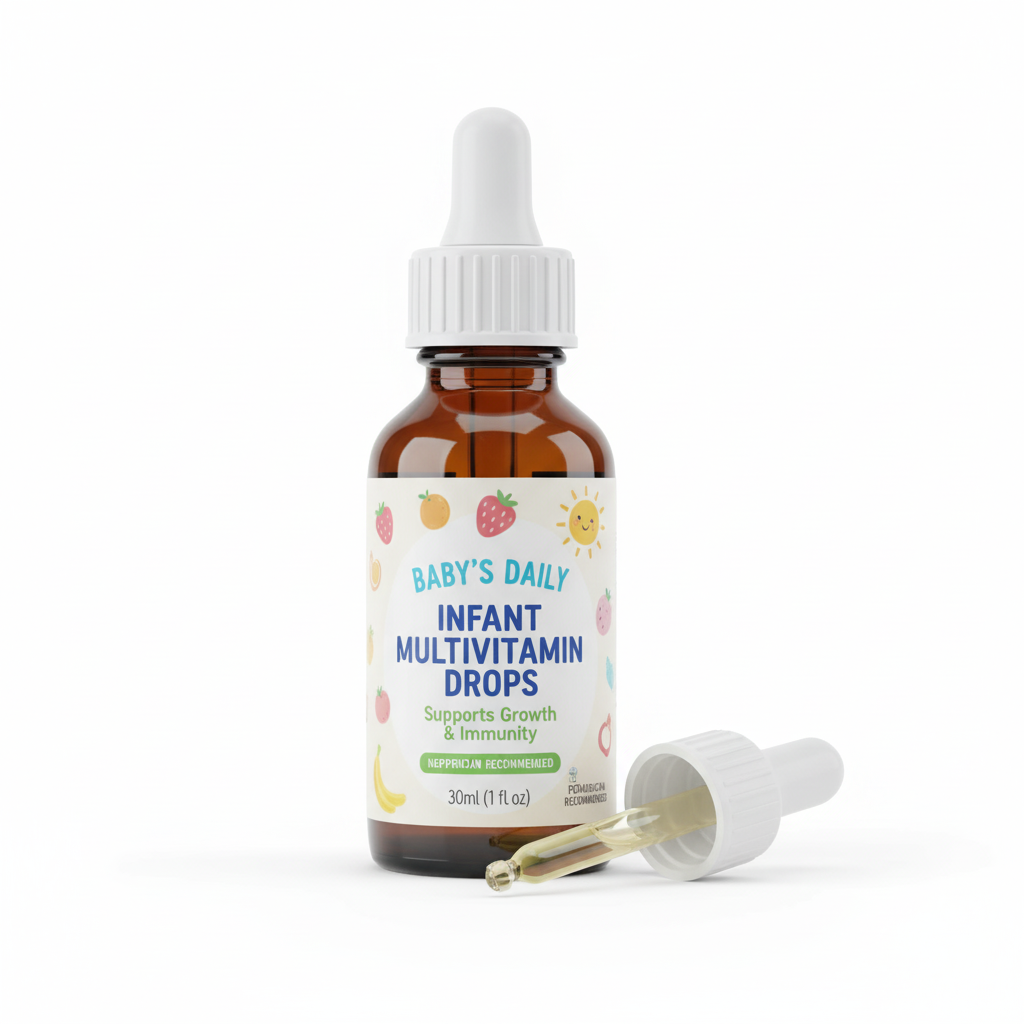 BABY'S DAILY
INFANT
MULTIVITAMIN
DROPS
Supports Growth
& Immunity
30ml (1 fl oz)